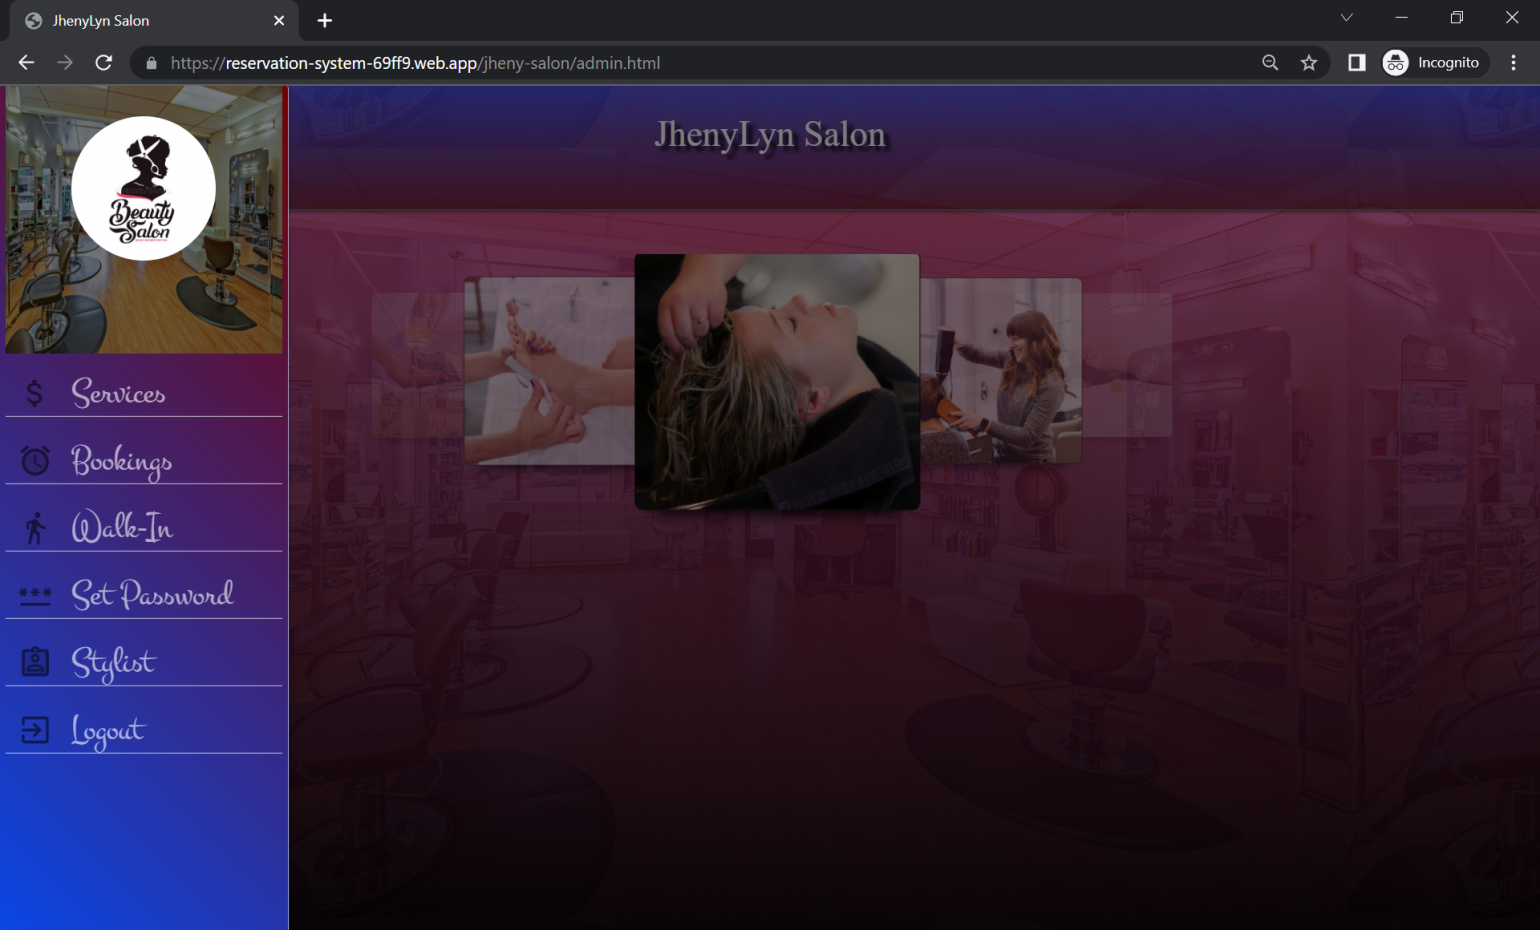 JhenyLyn Salon
https://reservation-system-69ff9.web.app/jheny-salon/admin.html
Incognito
Beauty
Salon
JhenyLyn Salon
Services
Bookings
Walk-In
Set Password
Stylist
Logout